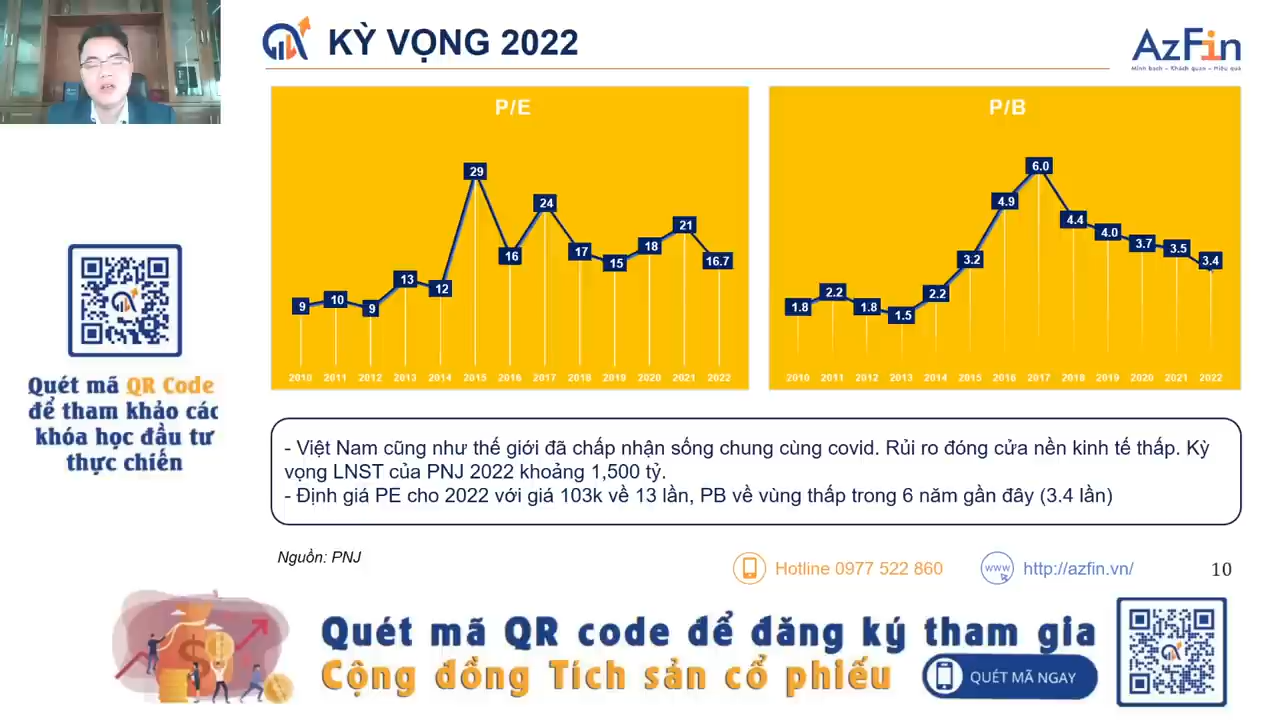 KỲ VỌNG 2022
AzFin
Minh bạch - Khách quan - Hiệu quả
P/E
9
10
9
13
12
29
16
24
17
15
18
21
16.7
2010 2011 2012 2013 2014 2015 2016 2017 2018 2019 2020 2021 2022
P/B
1.8
2.2
1.8
1.5
2.2
3.2
4.9
6.0
4.4
4.0
3.7
3.5
3.4
2010 2011 2012 2013 2014 2015 2016 2017 2018 2019 2020 2021 2022
Quét mã QR Code
để tham khảo các
khóa học đầu tư
thực chiến
- Việt Nam cũng như thế giới đã chấp nhận sống chung cùng covid. Rủi ro đóng cửa nền kinh tế thấp. Kỳ
vọng LNST của PNJ 2022 khoảng 1,500 tỷ.
- Định giá PE cho 2022 với giá 103k về 13 lần, PB về vùng thấp trong 6 năm gần đây (3.4 lần)
Nguồn: PNJ
Hotline 0977 522 860
www
http://azfin.vn/
10
Quét mã QR code để đăng ký tham gia
Cộng đồng Tích sản cổ phiếu
QUÉT MÃ NGAY